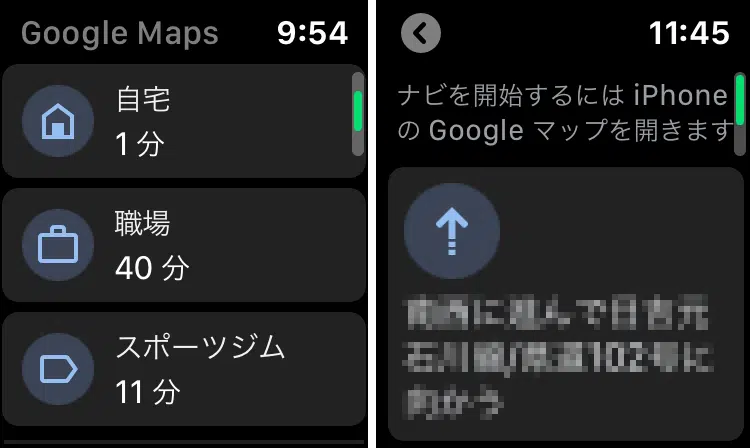 Google Maps
9:54
自宅
1 分
職場
40 分
スポーツジム
11 分
11:45
ナビを開始するには iPhone
の Google マップを開きます